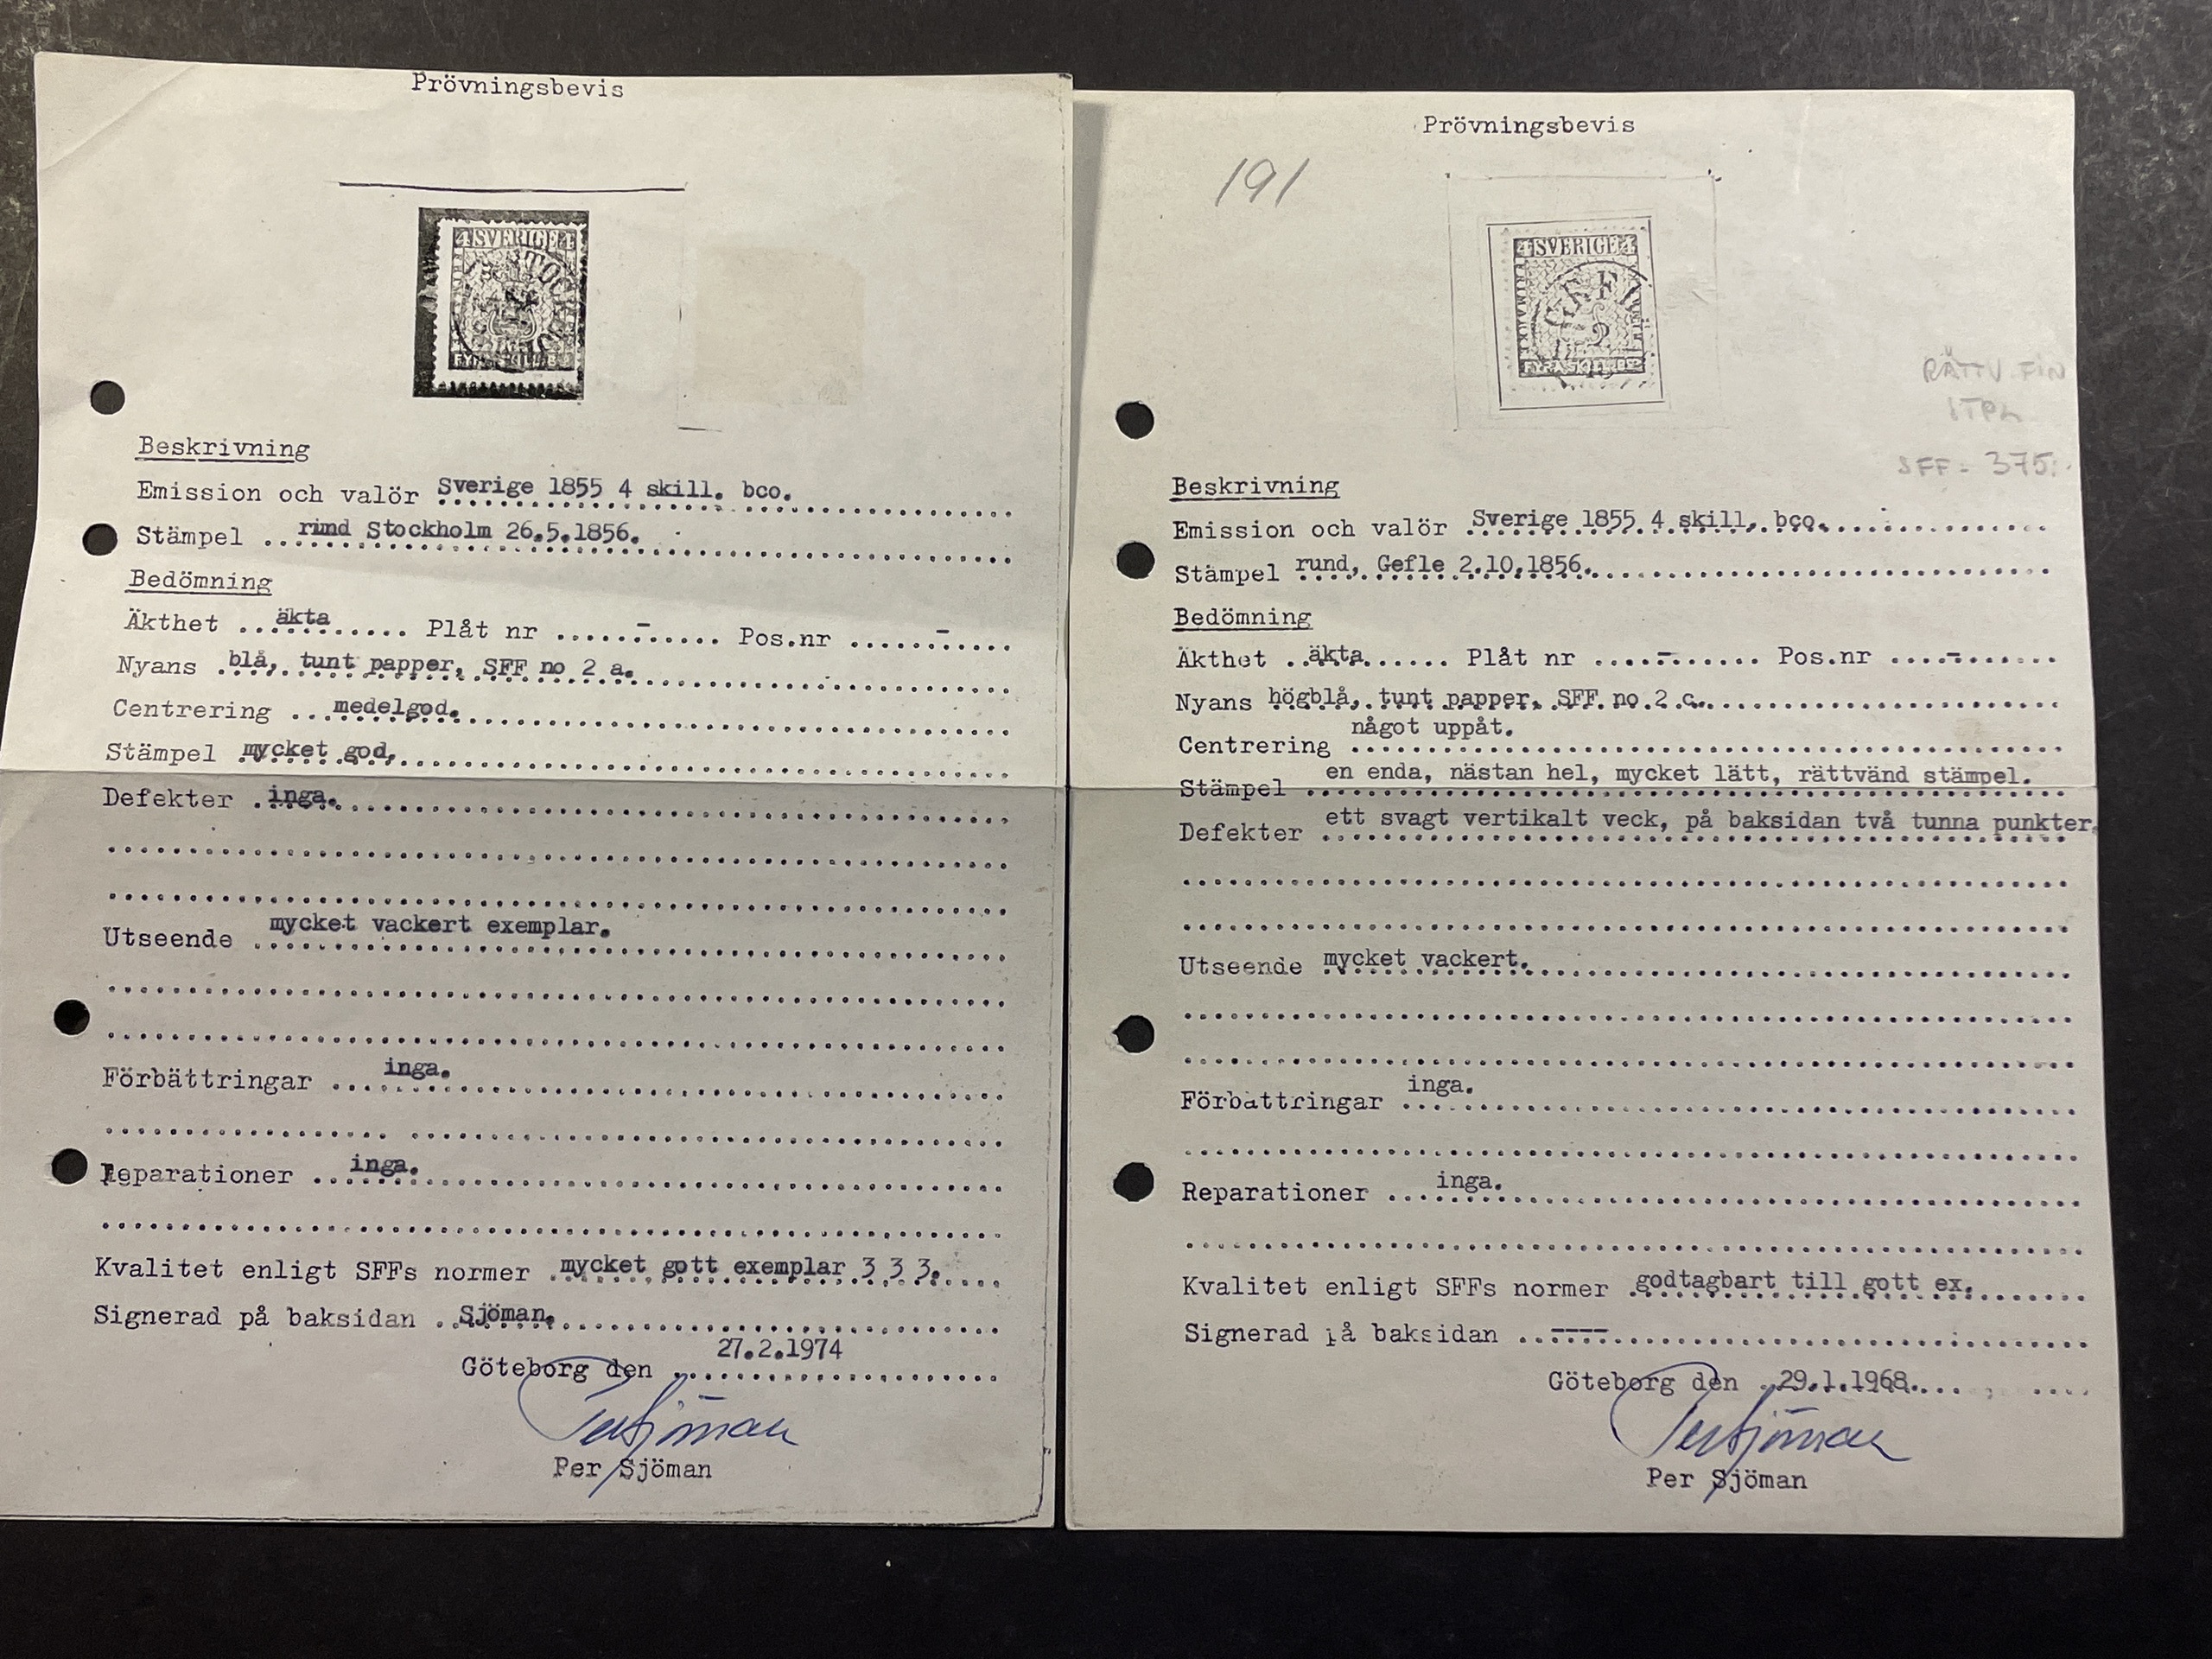 Prövningsbevis
4 SVERIGE 4
Beskrivning
Emission och valör Sverige 1855 4 skill. bco.
Stämpel rind Stockholm 26.5.1856.
Bedömning
Äkthet äkta Plåt nr - Pos.nr -
Nyans blå, tunt papper, SFF no 2 a.
Centrering medelgod.
Stämpel mycket god.
Defekter inga.
Utseende mycket vackert exemplar.
Förbättringar inga.
Reparationer inga.
Kvalitet enligt SFFs normer mycket gott exemplar 3 3 3.
Signerad på baksidan Sjöman.
Göteborg den 27.2.1974
Per Sjöman
Per Sjöman
Prövningsbevis
191
4 SVERIGE 4
RÄTTV. FIN
STPL
SFF = 375:-
Beskrivning
Emission och valör Sverige 1855 4 skill. bco.
Stämpel rund, Gefle 2.10.1856.
Bedömning
Äkthet äkta Plåt nr - Pos.nr -
Nyans högblå, tunt papper, SFF no 2 c.
Centrering något uppåt.
Stämpel en enda, nästan hel, mycket lätt, rättvänd stämpel.
Defekter ett svagt vertikalt veck, på baksidan två tunna punkter.
Utseende mycket vackert.
Förbättringar inga.
Reparationer inga.
Kvalitet enligt SFFs normer godtagbart till gott ex.
Signerad på baksidan ----
Göteborg den 29.1.1968.
Per Sjöman
Per Sjöman